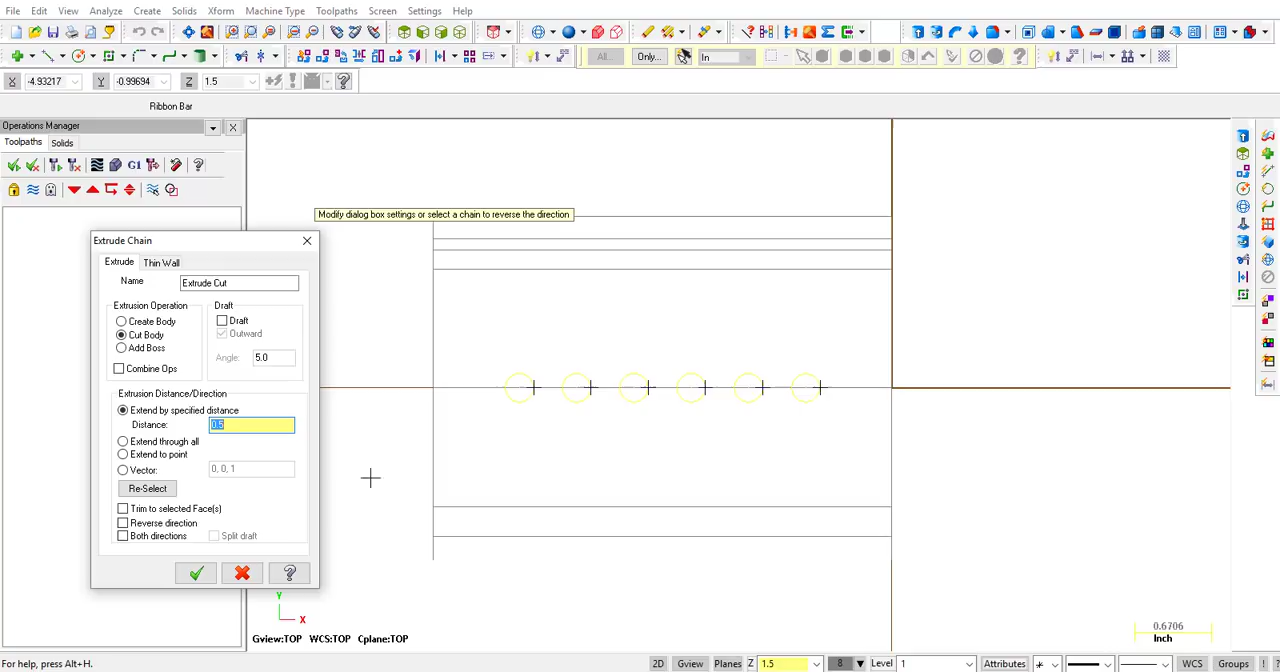 File Edit View Analyze Create Solids Xform Machine Type Toolpaths Screen Settings Help
All... Only... In
X -4.93217 Y -0.99694 Z 1.5
Ribbon Bar
Operations Manager
Toolpaths Solids
G1
Modify dialog box settings or select a chain to reverse the direction
Extrude Chain
Extrude Thin Wall
Name Extrude Cut
Extrusion Operation Draft
Create Body Draft
Cut Body Outward
Add Boss
Angle: 5.0
Combine Ops
Extrusion Distance/Direction
Extend by specified distance
Distance: 0.5
Extend through all
Extend to point
Vector: 0, 0, 1
Re-Select
Trim to selected Face(s)
Reverse direction
Both directions Split draft
Y
X
Gview:TOP WCS:TOP Cplane:TOP
0.6706
Inch
For help, press Alt+H.
2D Gview Planes Z 1.5 8 Level 1 Attributes WCS Groups ! ?